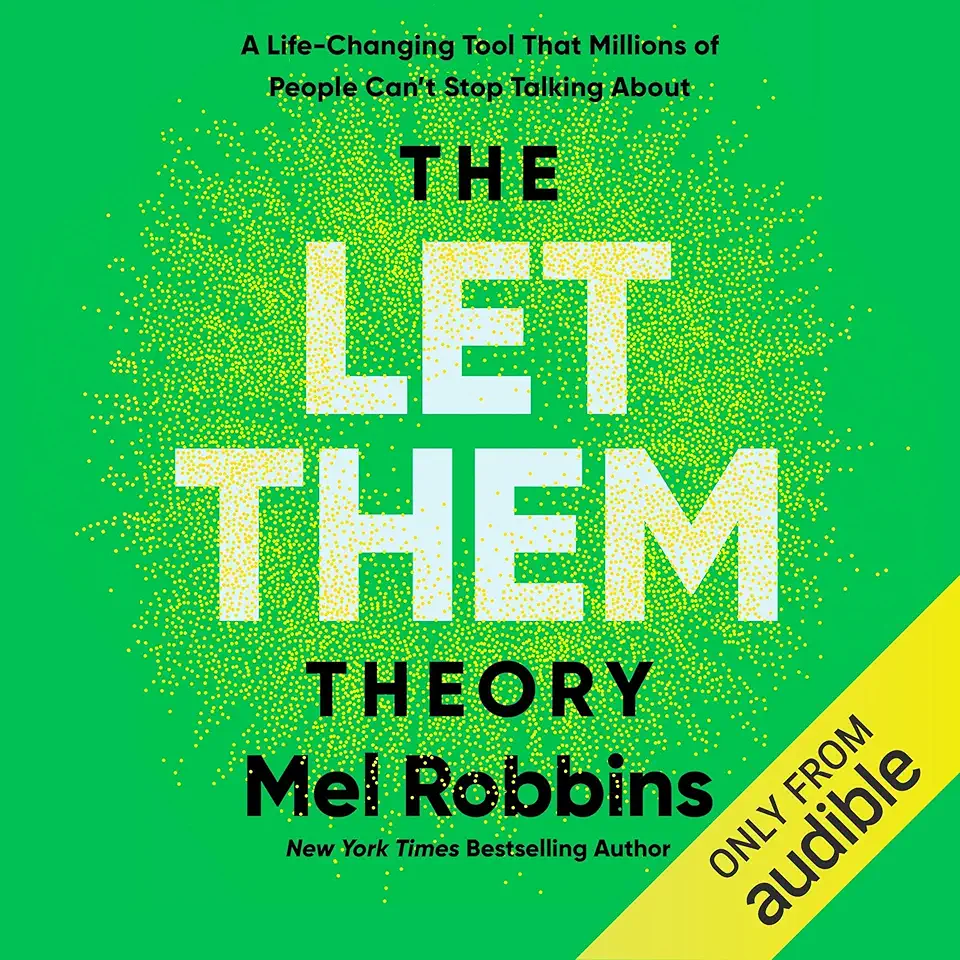 A Life-Changing Tool That Millions of
People Can't Stop Talking About
THE
LET
THEM
THEORY
Mel Robbins
New York Times Bestselling Author
ONLY FROM
audible